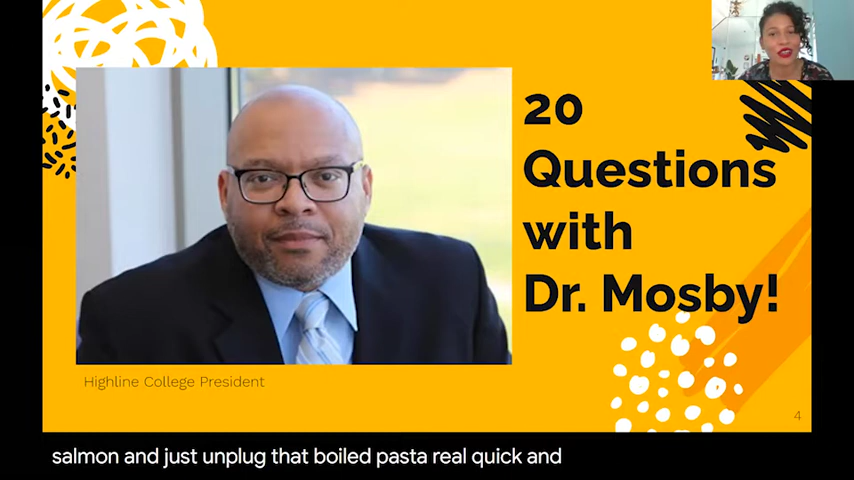 20
Questions
with
Dr. Mosby!
Highline College President
4
salmon and just unplug that boiled pasta real quick and